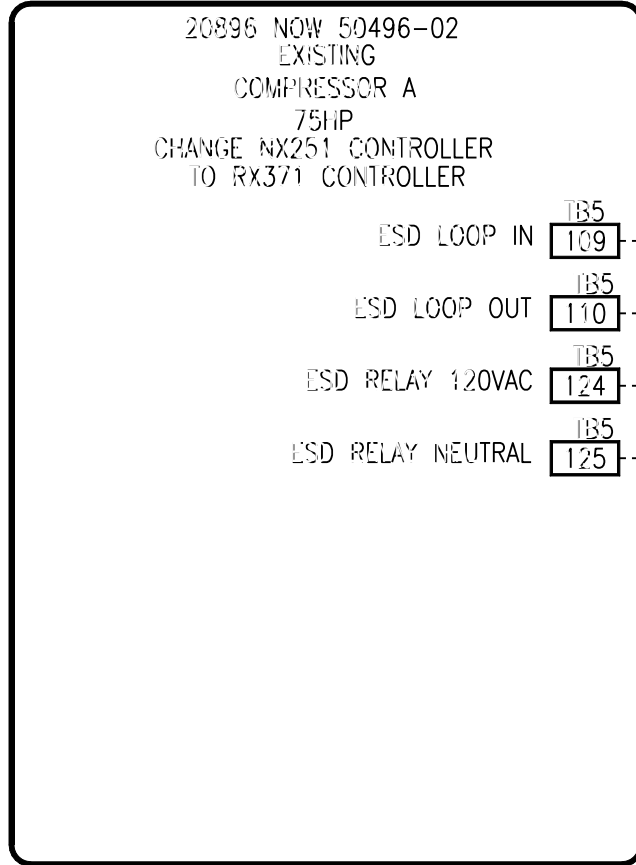 20896 NOW 50496-02
EXISTING
COMPRESSOR A
75HP
CHANGE NX251 CONTROLLER
TO RX371 CONTROLLER
TB5
ESD LOOP IN 109
TB5
ESD LOOP OUT 110
TB5
ESD RELAY 120VAC 124
TB5
ESD RELAY NEUTRAL 125